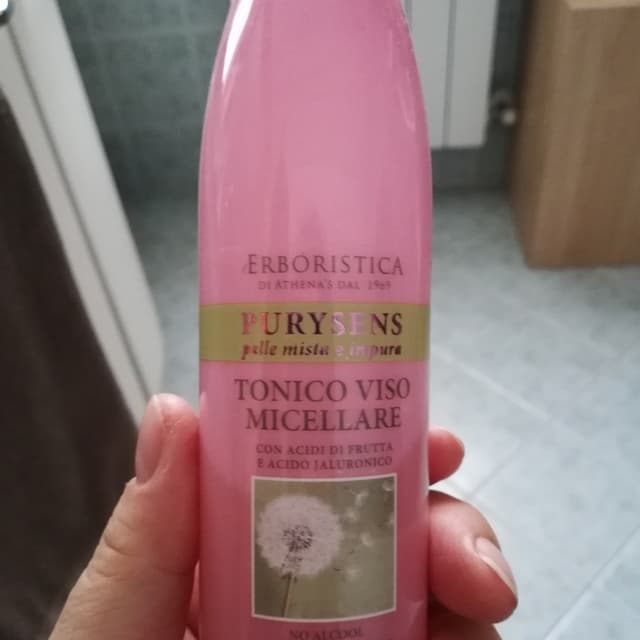 l'ERBORISTICA
DI ATHENA'S DAL 1969
PURYSENS
pelle mista e impura
TONICO VISO
MICELLARE
CON ACIDI DI FRUTTA
E ACIDO JALURONICO
NO ALCOOL